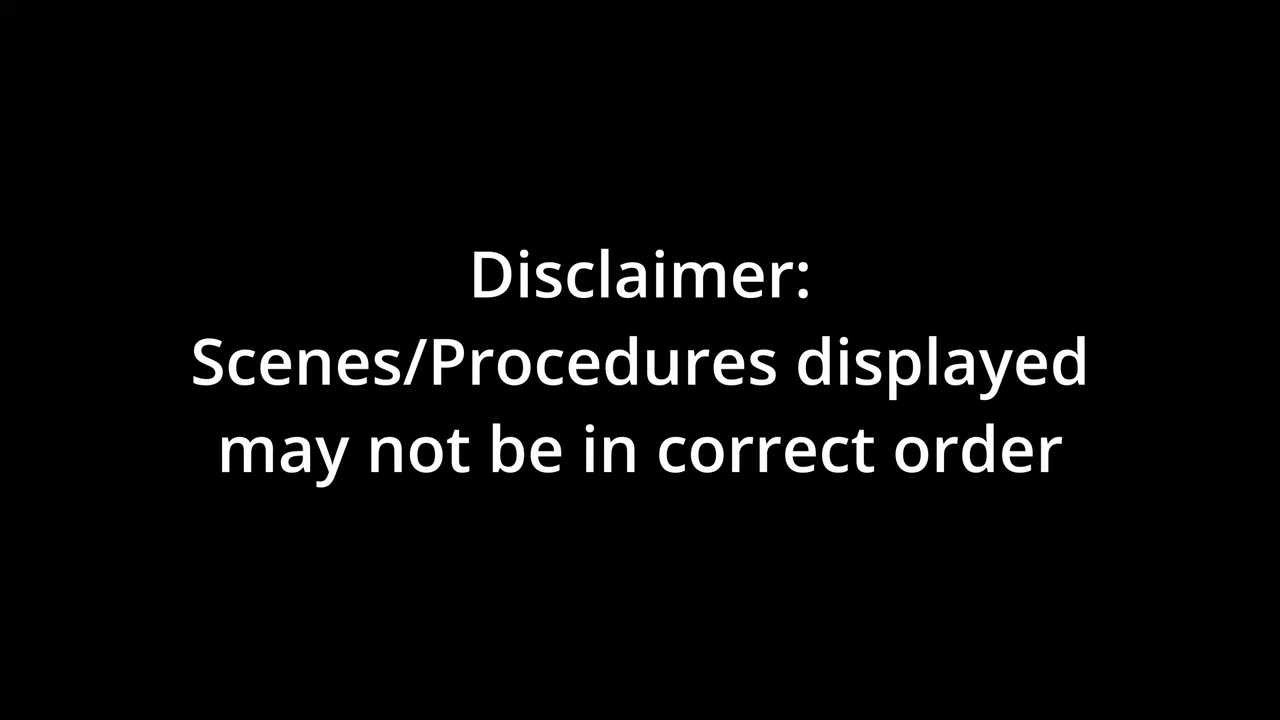 Disclaimer:
Scenes/Procedures displayed
may not be in correct order